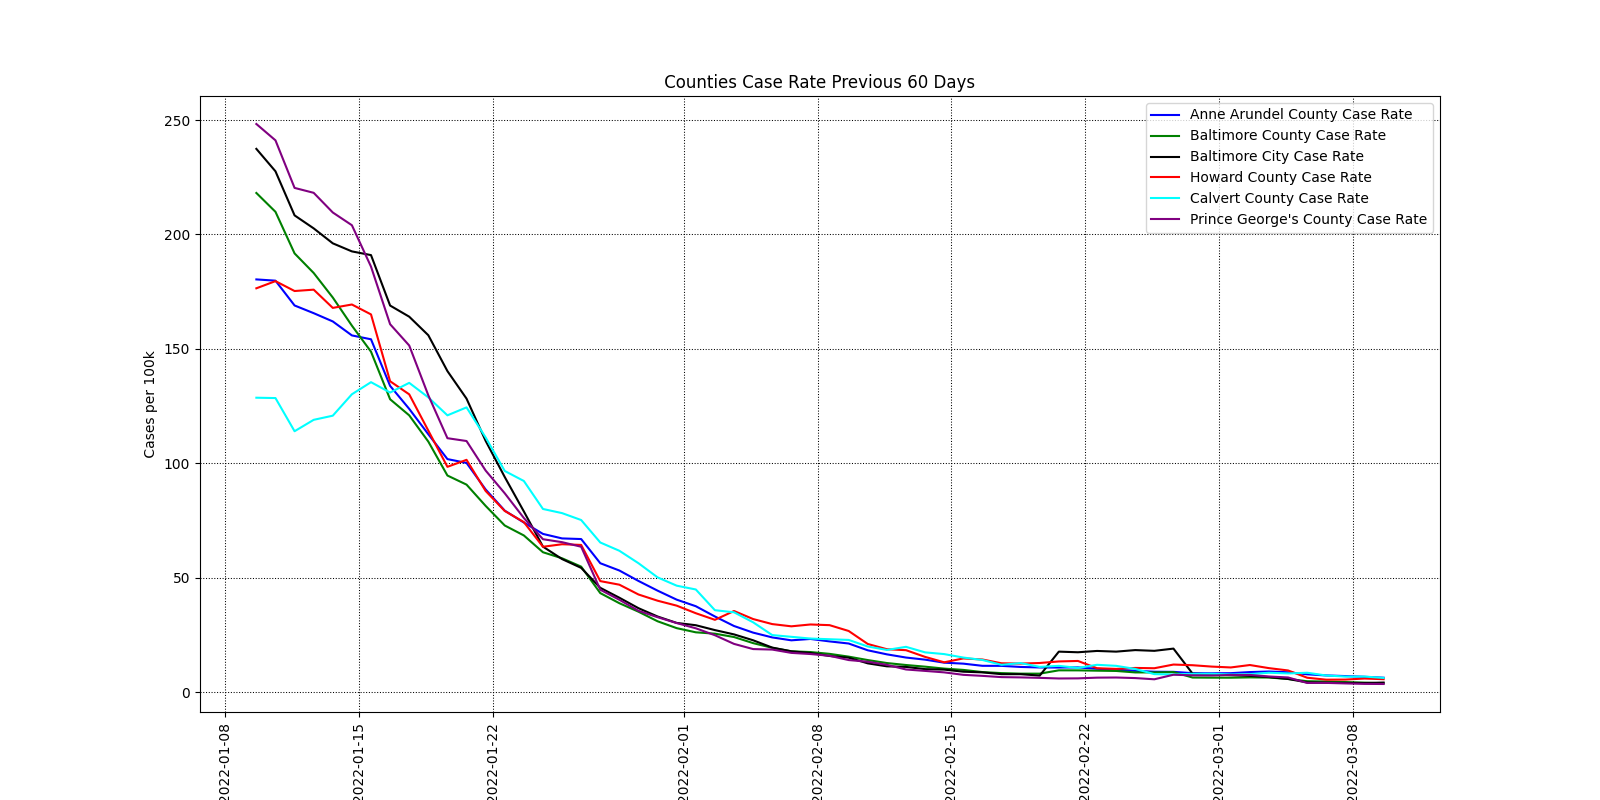 Counties Case Rate Previous 60 Days
Anne Arundel County Case Rate
Baltimore County Case Rate
Baltimore City Case Rate
Howard County Case Rate
Calvert County Case Rate
Prince George's County Case Rate
Cases per 100k
250
200
150
100
50
0
2022-01-08
2022-01-15
2022-01-22
2022-02-01
2022-02-08
2022-02-15
2022-02-22
2022-03-01
2022-03-08